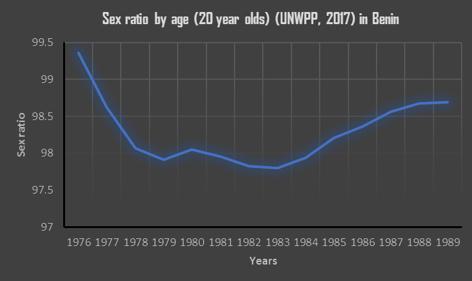 Sex ratio by age (20 year olds) (UNWPP, 2017) in Benin
99.5
99
98.5
98
97.5
97
Sex ratio
1976 1977 1978 1979 1980 1981 1982 1983 1984 1985 1986 1987 1988 1989
Years